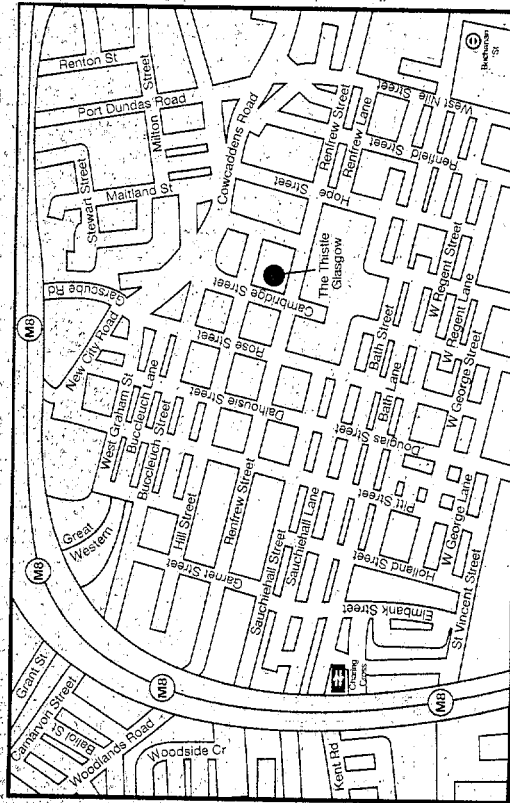 Renton St
Port Dundas Road
Milton
Street
Maitland St
Stewart Street
Cowcaddens Road
Garscube Rd
New City Road
M8
West Graham St
Buccleuch Lane
Buccleuch Street
Great
Western
M8
Hill Street
Renfrew Street
Garnet Street
Dalhousie Street
Rose Street
Cambridge Street
The Thistle
Glasgow
Hope
Street
Renfrew Street
Renfrew Lane
West Nile Street
Renfield Street
Buchanan
St
Sauchiehall Street
Sauchiehall Lane
Bath Street
Bath Lane
Douglas Street
W Regent Street
W Regent Lane
W George Street
Pitt Street
Holland Street
W George Lane
Elmbank Street
St Vincent Street
Charing
Cross
Kent Rd
M8
M8
Grant St
Carnarvon Street
Baliol St
Woodlands Road
Woodside Cr